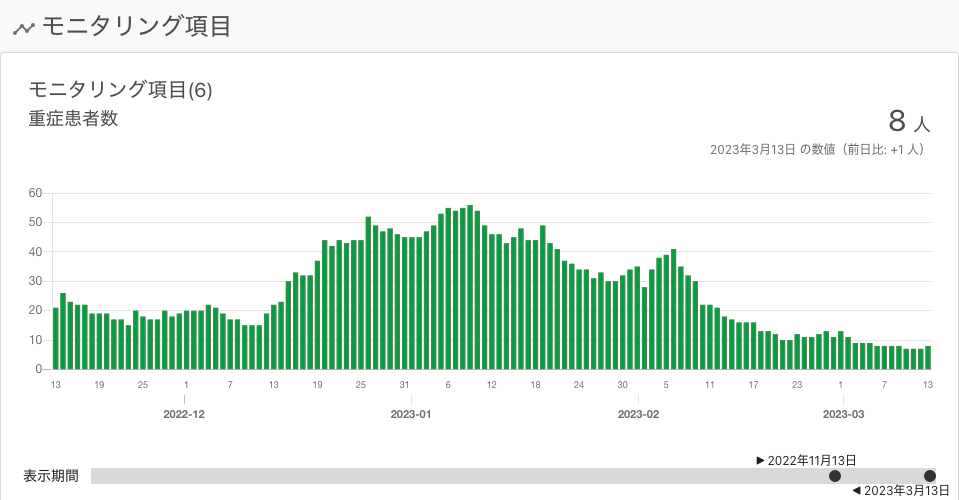 モニタリング項目
モニタリング項目(6)
重症患者数
8 人
2023年3月13日 の数値（前日比: +1 人）
60
50
40
30
20
10
0
13 19 25 1 7 13 19 25 31 6 12 18 24 30 5 11 17 23 1 7 13
2022-12 2023-01 2023-02 2023-03
▶ 2022年11月13日
表示期間
◀ 2023年3月13日